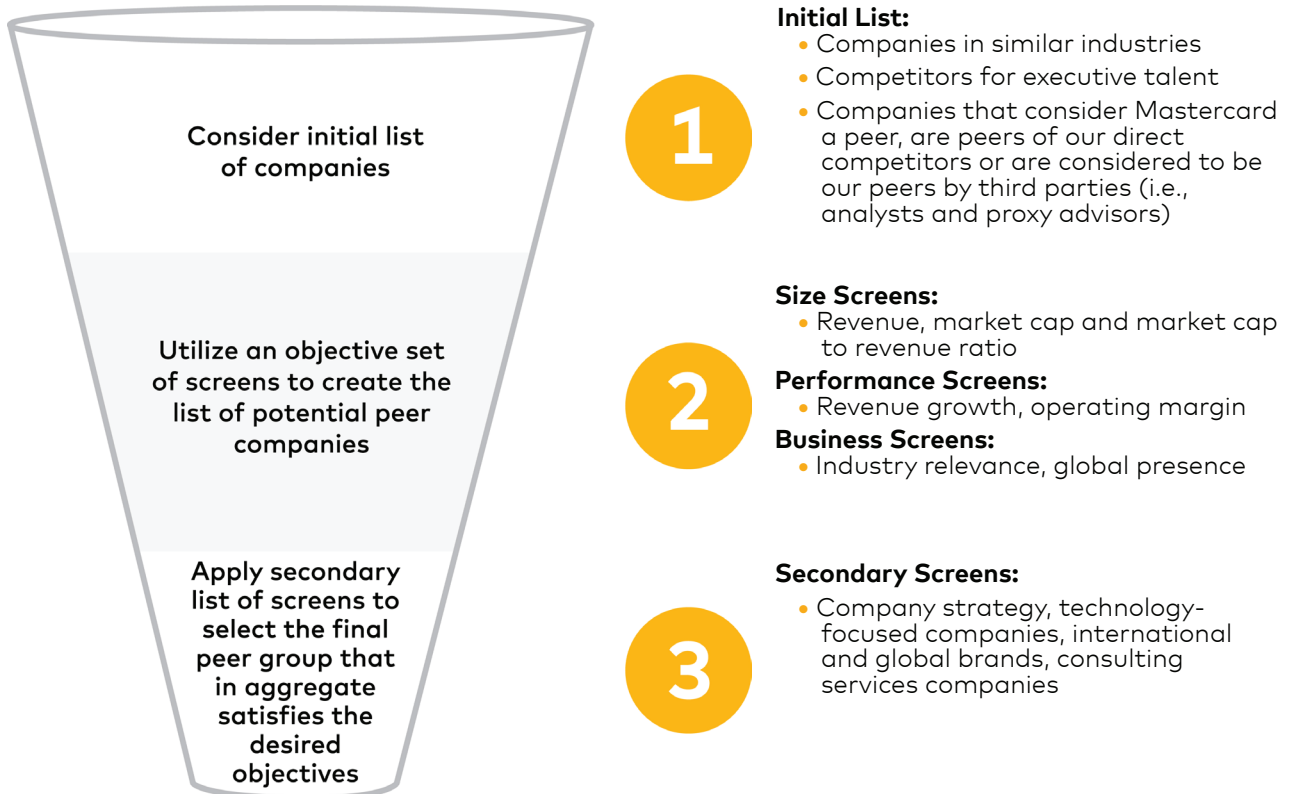 Consider initial list
of companies
1
Initial List:
• Companies in similar industries
• Competitors for executive talent
• Companies that consider Mastercard
a peer, are peers of our direct
competitors or are considered to be
our peers by third parties (i.e.,
analysts and proxy advisors)
Utilize an objective set
of screens to create the
list of potential peer
companies
2
Size Screens:
• Revenue, market cap and market cap
to revenue ratio
Performance Screens:
• Revenue growth, operating margin
Business Screens:
• Industry relevance, global presence
Apply secondary
list of screens to
select the final
peer group that
in aggregate
satisfies the
desired
objectives
3
Secondary Screens:
• Company strategy, technology-
focused companies, international
and global brands, consulting
services companies